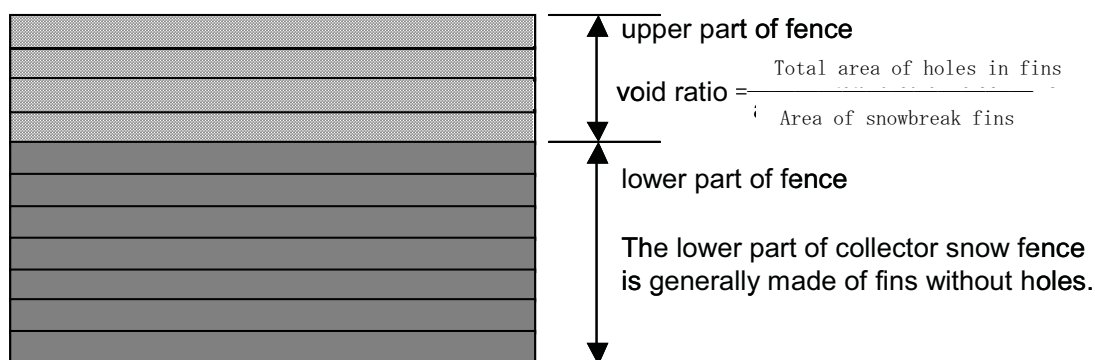 upper part of fence
Total area of holes in fins
void ratio =
Area of snowbreak fins
lower part of fence
The lower part of collector snow fence
is generally made of fins without holes.